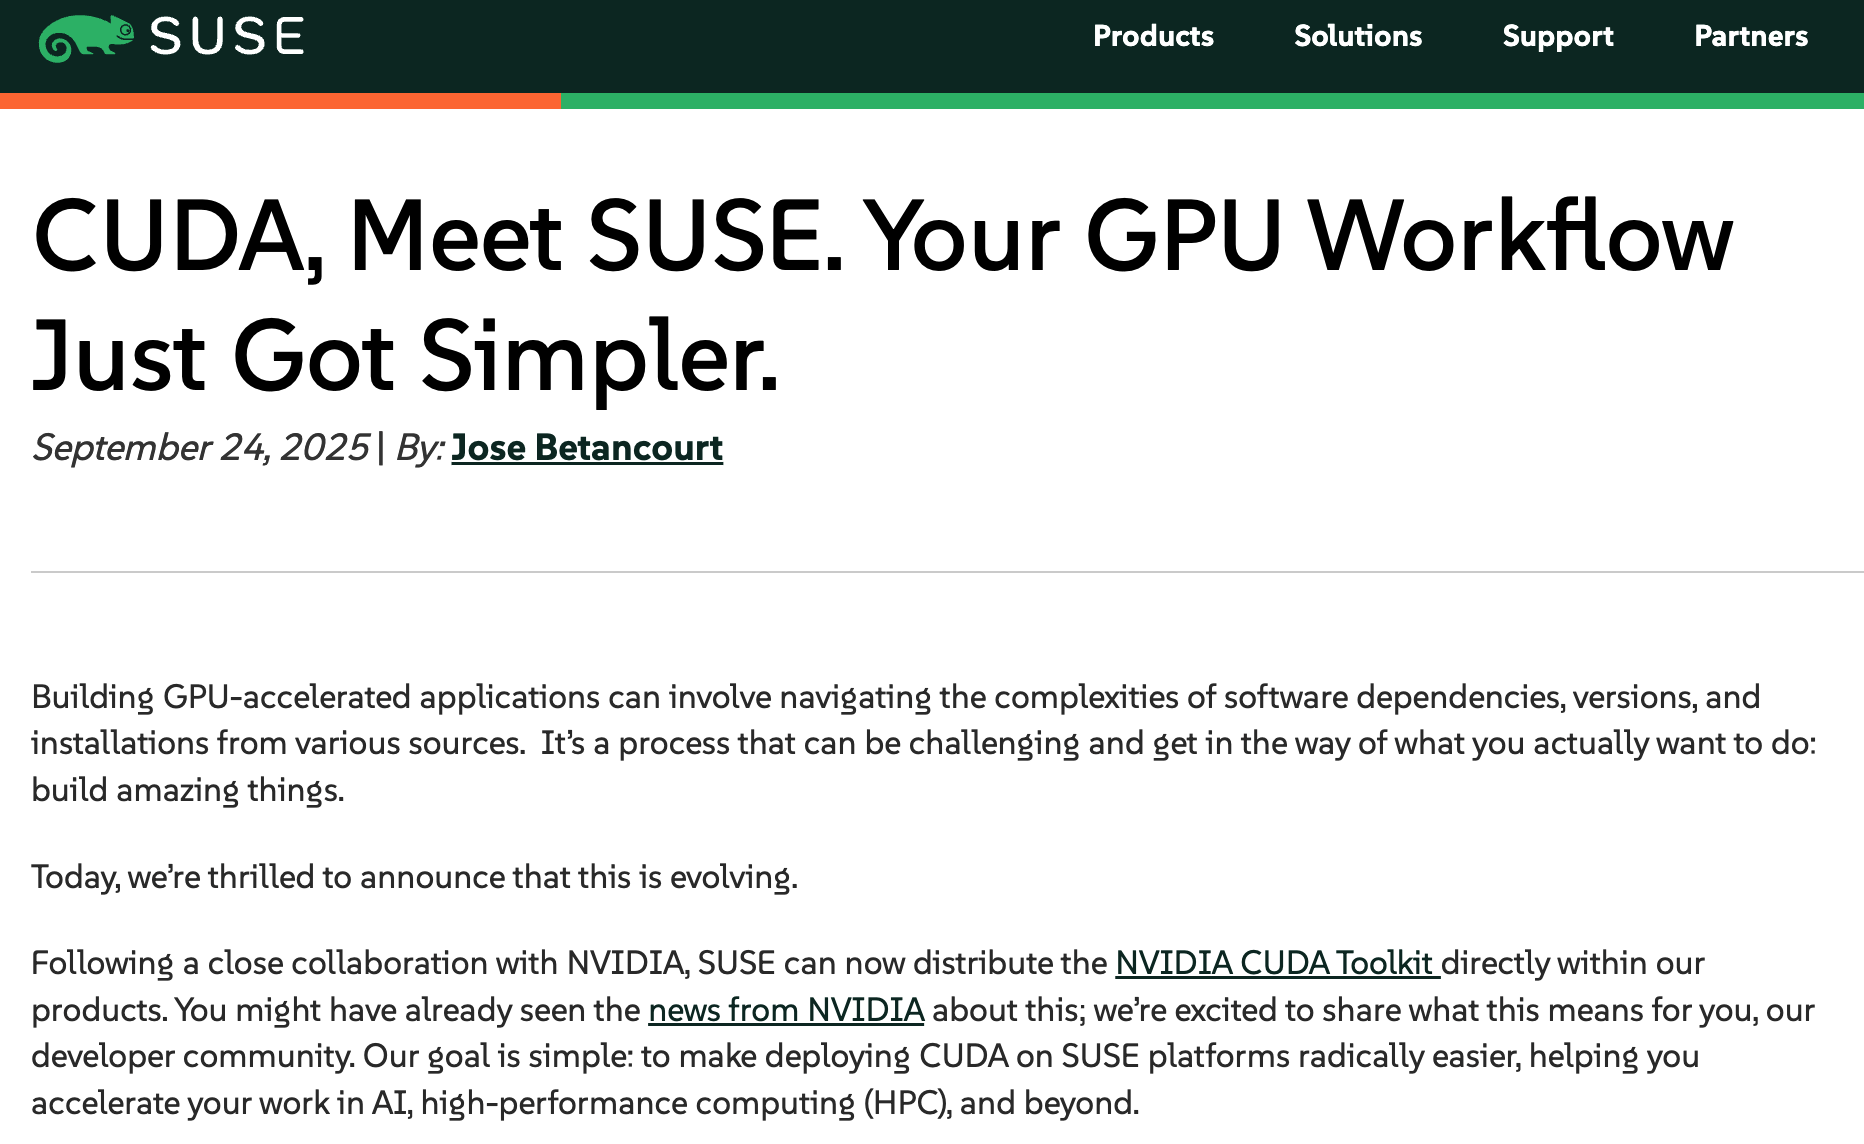 SUSE
Products
Solutions
Support
Partners
CUDA, Meet SUSE. Your GPU Workflow
Just Got Simpler.
September 24, 2025 | By: Jose Betancourt
Building GPU-accelerated applications can involve navigating the complexities of software dependencies, versions, and
installations from various sources.  It’s a process that can be challenging and get in the way of what you actually want to do:
build amazing things.
Today, we’re thrilled to announce that this is evolving.
Following a close collaboration with NVIDIA, SUSE can now distribute the NVIDIA CUDA Toolkit directly within our
products. You might have already seen the news from NVIDIA about this; we’re excited to share what this means for you, our
developer community. Our goal is simple: to make deploying CUDA on SUSE platforms radically easier, helping you
accelerate your work in AI, high-performance computing (HPC), and beyond.